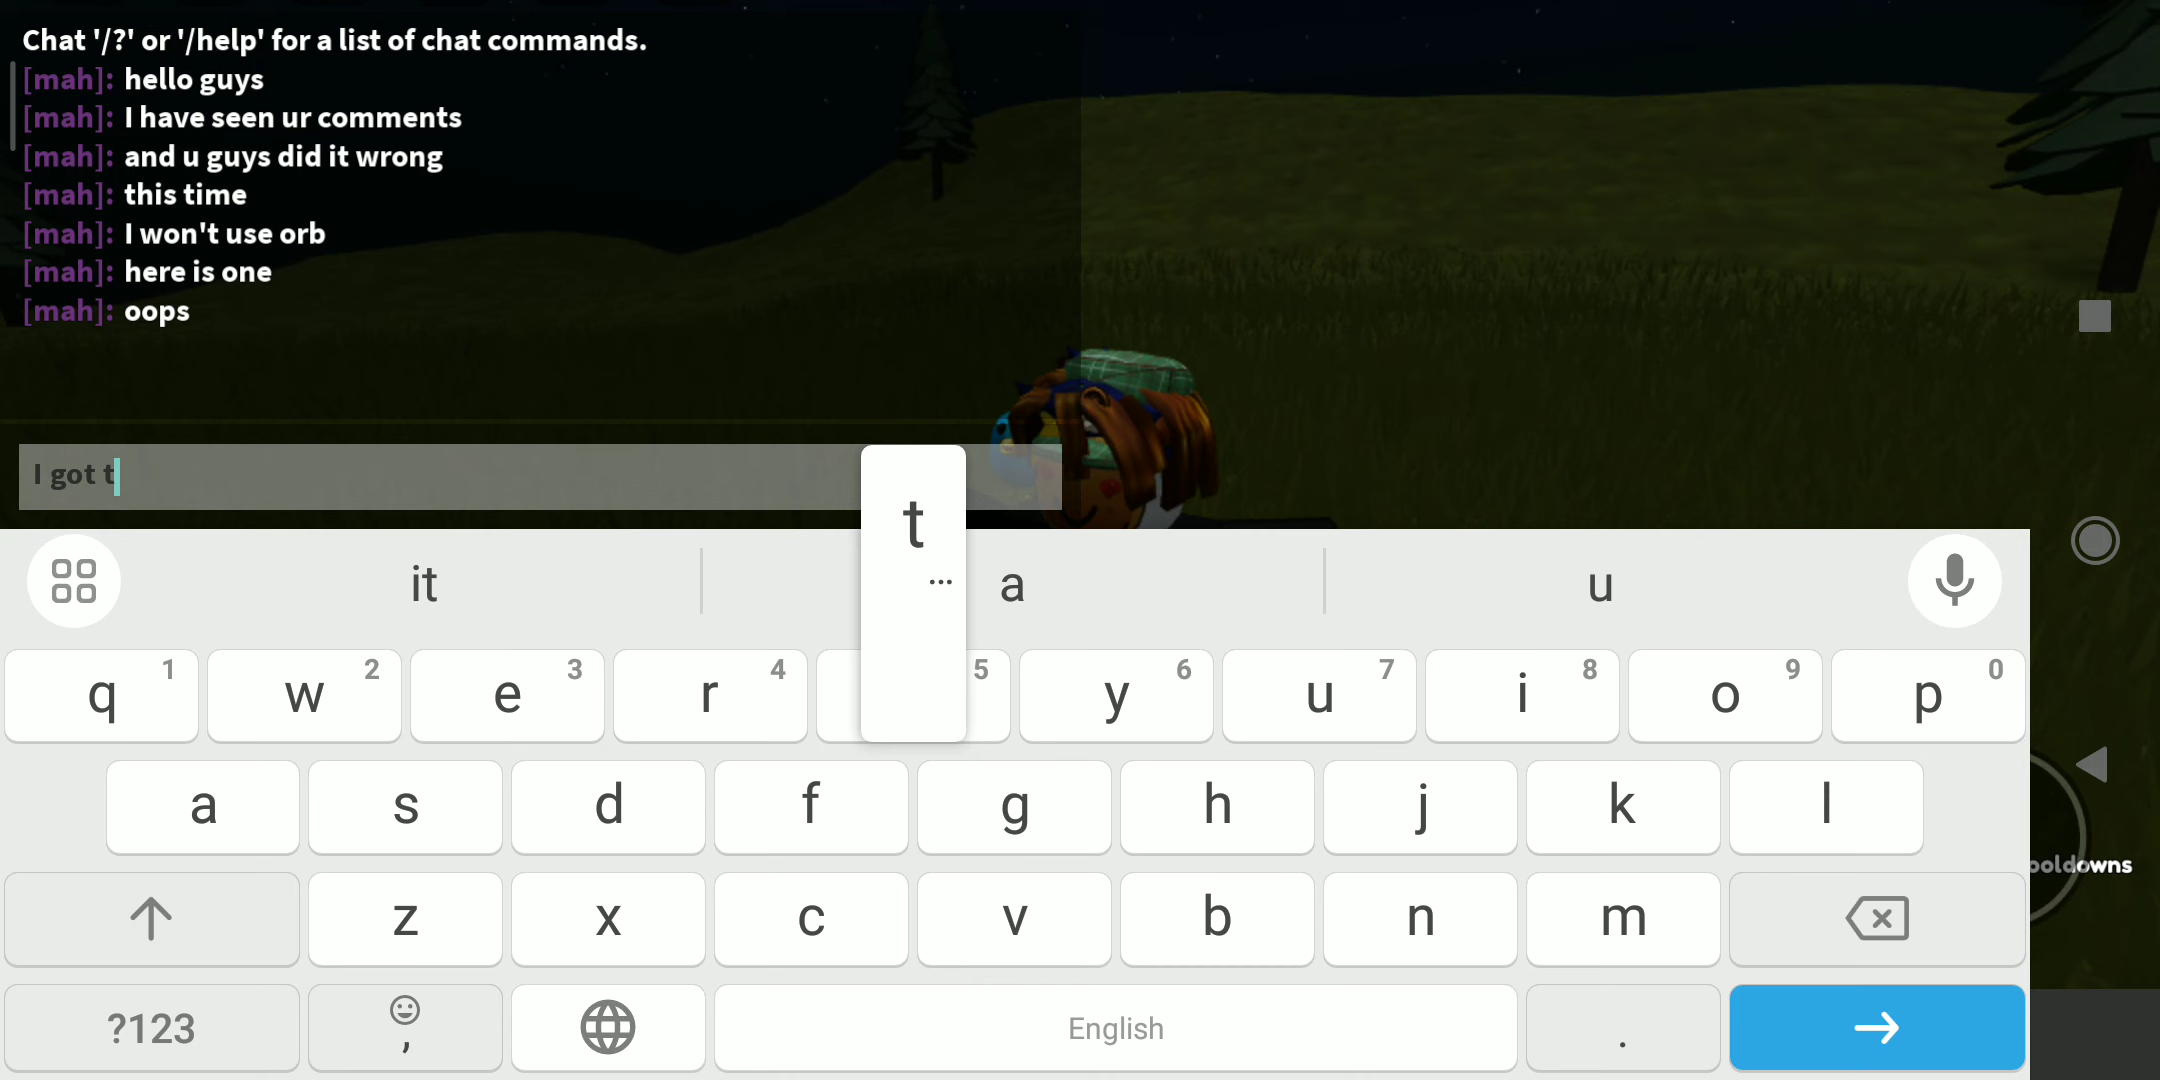 Chat '/?' or '/help' for a list of chat commands.
[mah]: hello guys
[mah]: I have seen ur comments
[mah]: and u guys did it wrong
[mah]: this time
[mah]: I won't use orb
[mah]: here is one
[mah]: oops
I got t
t
...
it a u
q 1 w 2 e 3 r 4 5 y 6 u 7 i 8 o 9 p 0
a s d f g h j k l
ooldowns
z x c v b n m
?123 , English .